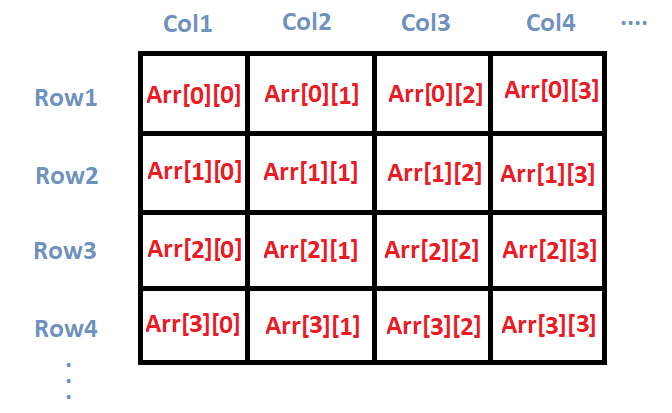 Col1 Col2 Col3 Col4 ....
Row1 Arr[0][0] Arr[0][1] Arr[0][2] Arr[0][3]
Row2 Arr[1][0] Arr[1][1] Arr[1][2] Arr[1][3]
Row3 Arr[2][0] Arr[2][1] Arr[2][2] Arr[2][3]
Row4 Arr[3][0] Arr[3][1] Arr[3][2] Arr[3][3]
.
.
.